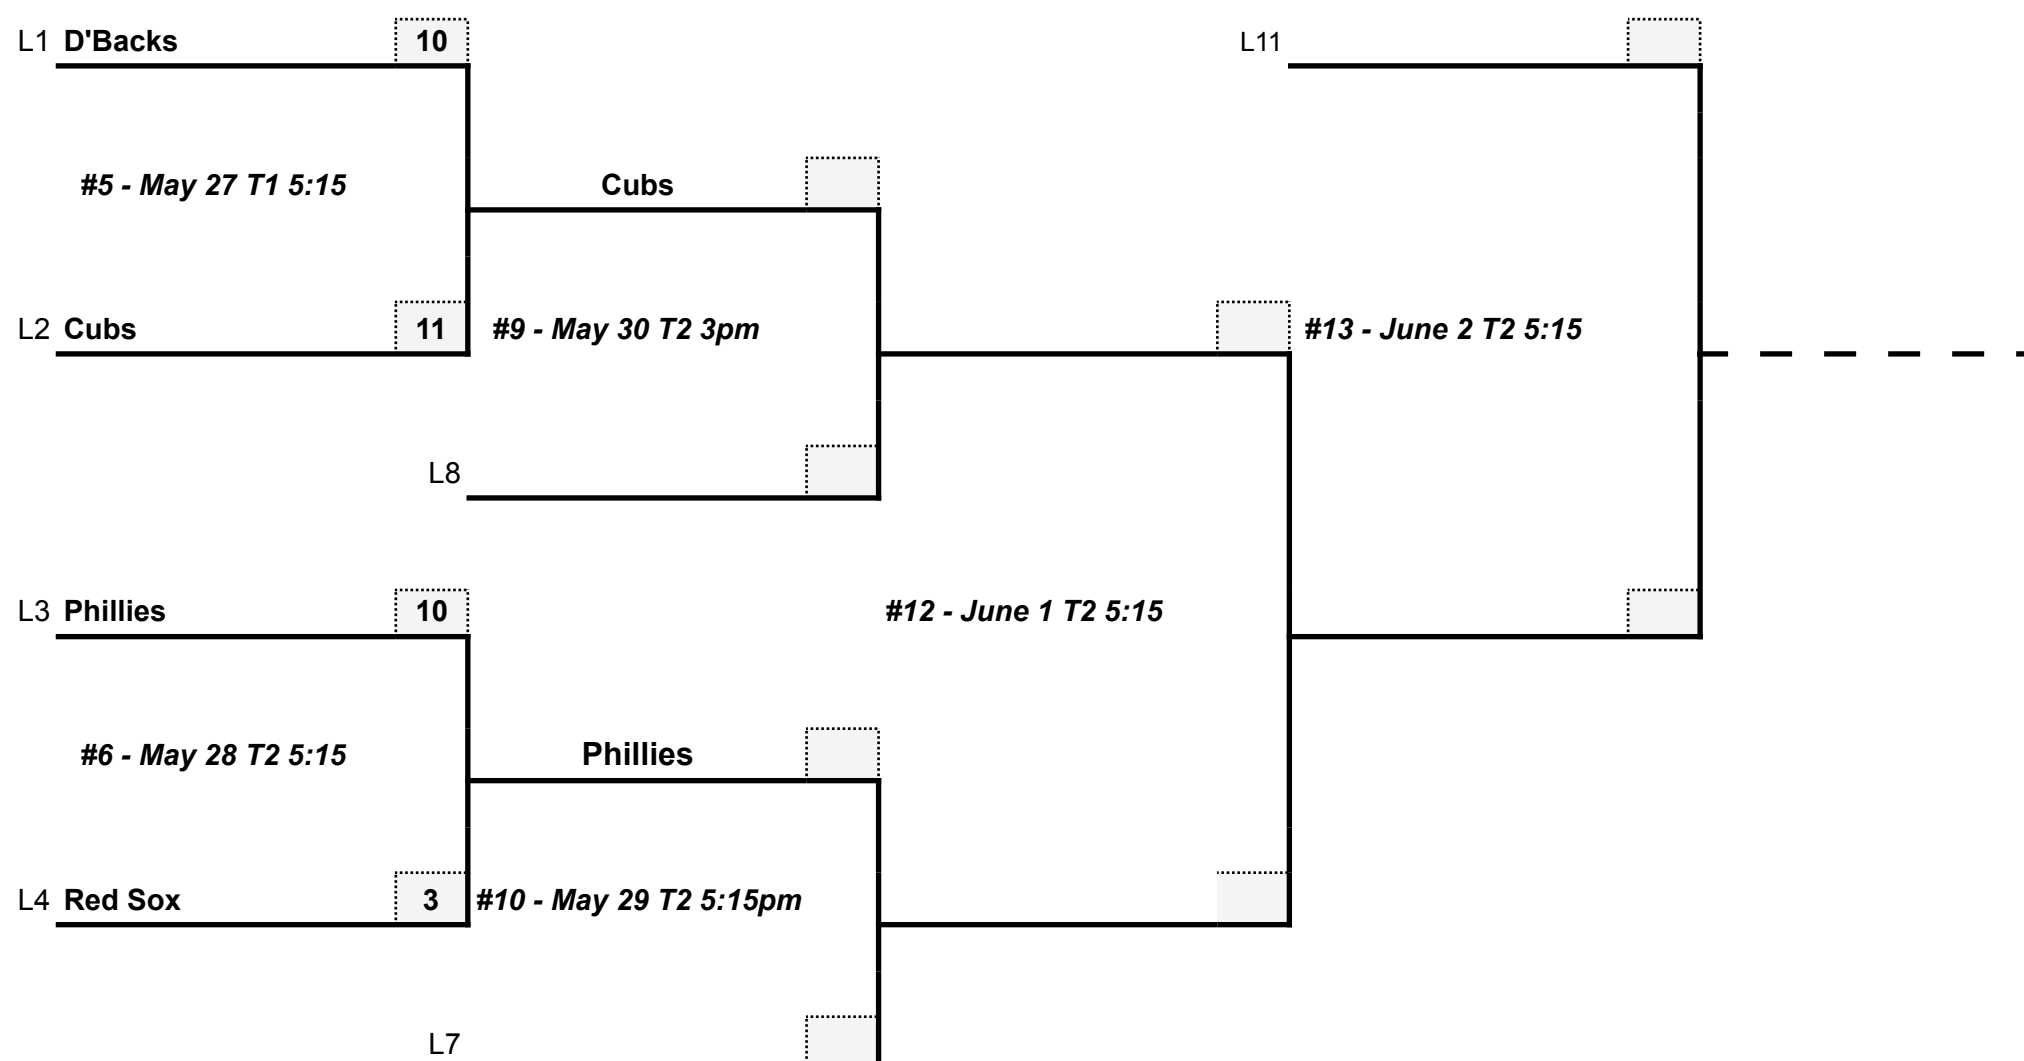 L1 D'Backs 10
L11
#5 - May 27 T1 5:15
Cubs
L2 Cubs 11
#9 - May 30 T2 3pm
#13 - June 2 T2 5:15
L8
L3 Phillies 10
#12 - June 1 T2 5:15
#6 - May 28 T2 5:15
Phillies
L4 Red Sox 3
#10 - May 29 T2 5:15pm
L7